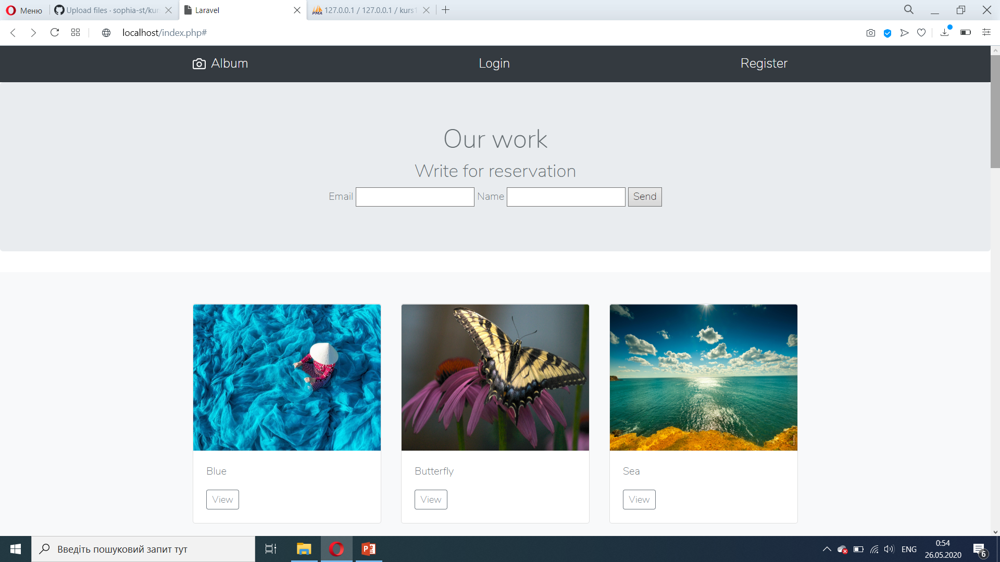 Меню
Upload files · sophia-st/kur
Laravel
127.0.0.1 / 127.0.0.1 / kurs1
localhost/index.php#
Album
Login
Register
Our work
Write for reservation
Email
Name
Send
Blue
View
Butterfly
View
Sea
View
Введіть пошуковий запит тут
ENG
0:54
26.05.2020
6